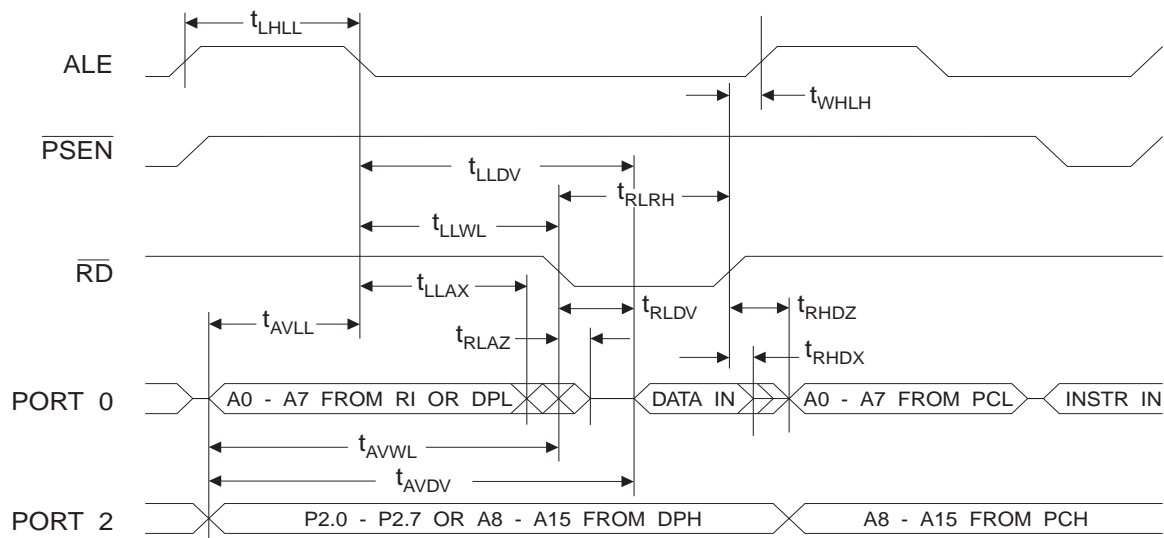 tLHLL
ALE
tWHLH
PSEN
tLLDV
tRLRH
tLLWL
RD
tLLAX
tRLDV
tRHDZ
tAVLL
tRLAZ
tRHDX
PORT 0
A0 - A7 FROM RI OR DPL
DATA IN
A0 - A7 FROM PCL
INSTR IN
tAVWL
tAVDV
PORT 2
P2.0 - P2.7 OR A8 - A15 FROM DPH
A8 - A15 FROM PCH